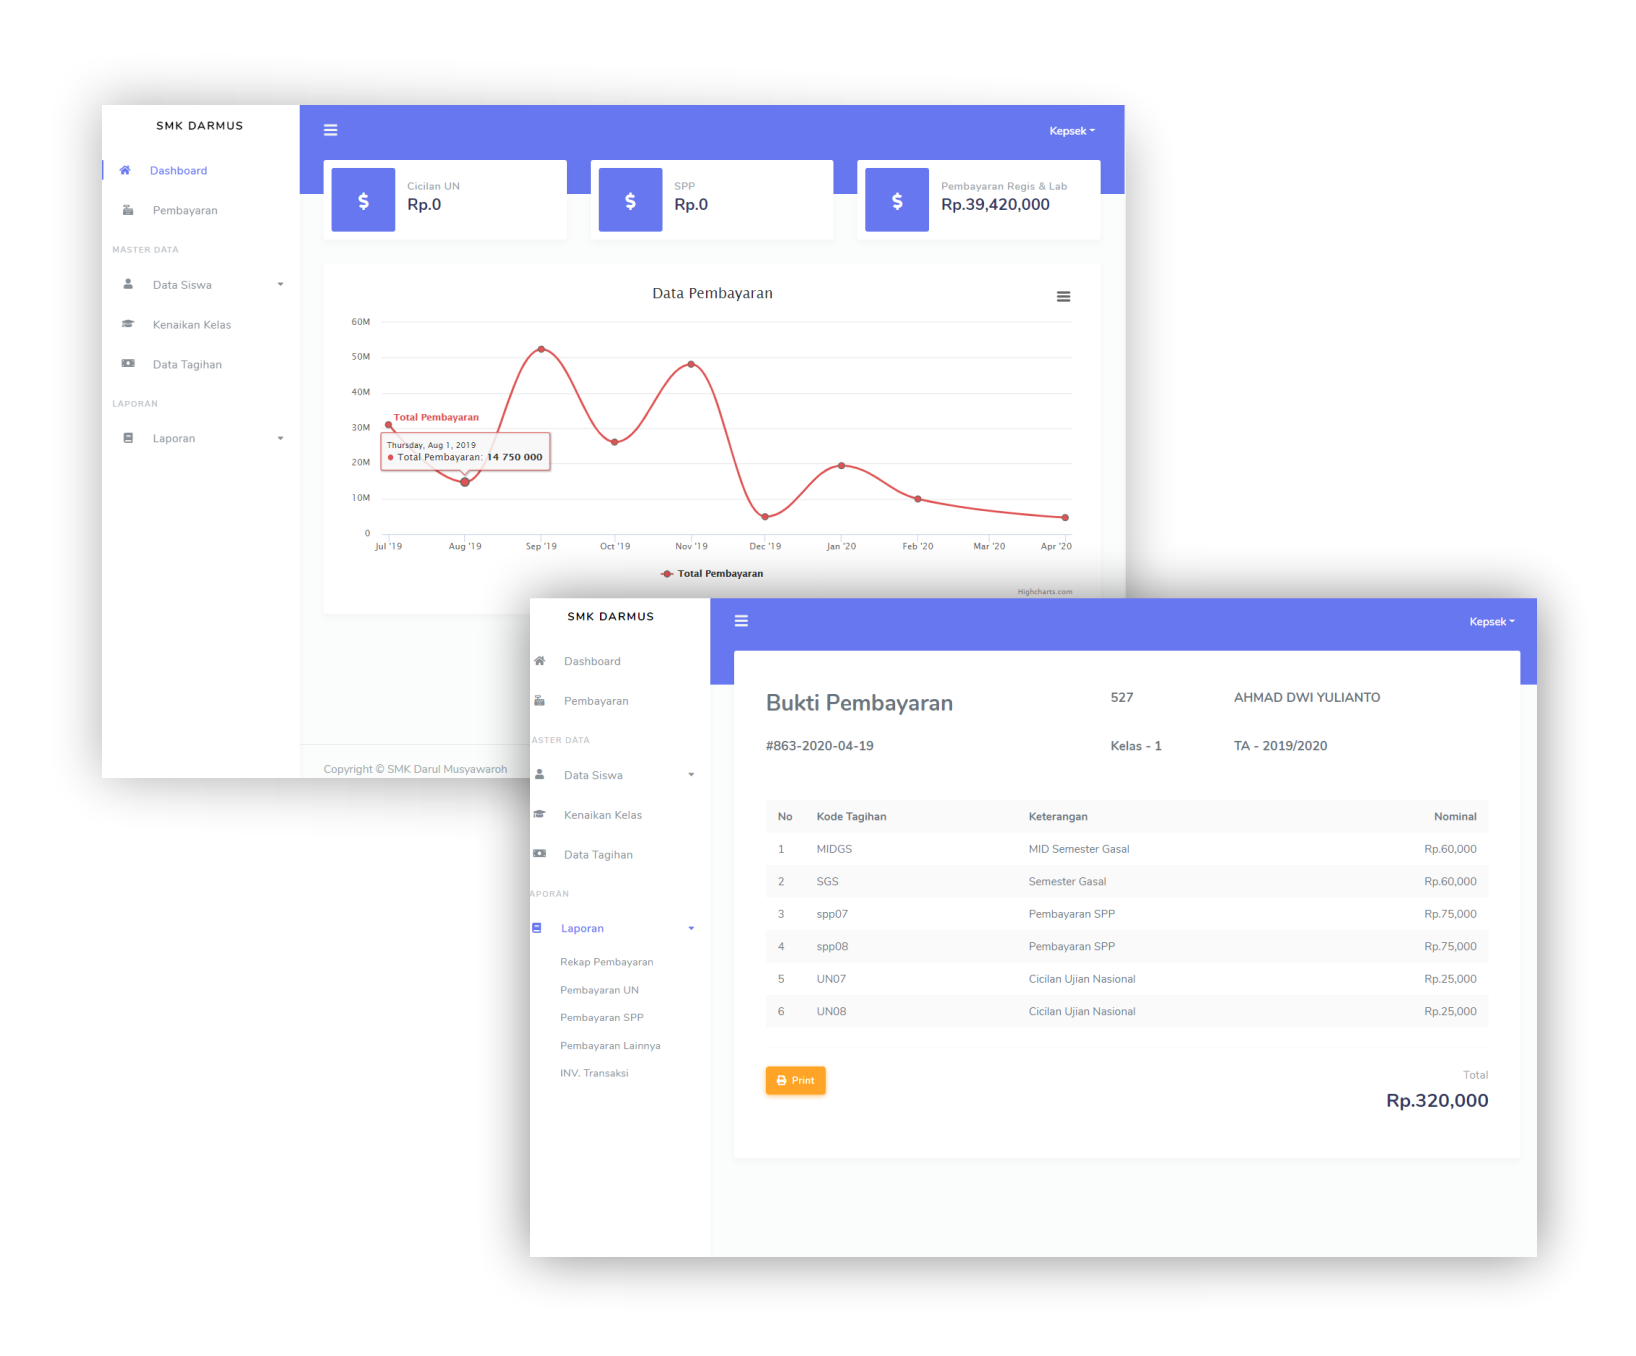 SMK DARMUS
Kepsek
Dashboard
Pembayaran
MASTER DATA
Data Siswa
Kenaikan Kelas
Data Tagihan
LAPORAN
Laporan
Cicilan UN
Rp.0
SPP
Rp.0
Pembayaran Regis & Lab
Rp.39,420,000
Data Pembayaran
60M
50M
40M
30M
20M
10M
0
Total Pembayaran
Thursday, Aug 1, 2019
Total Pembayaran: 14 750 000
Jul '19 Aug '19 Sep '19 Oct '19 Nov '19 Dec '19 Jan '20 Feb '20 Mar '20 Apr '20
Total Pembayaran
Highcharts.com
Copyright © SMK Darul Musyawaroh
SMK DARMUS
Kepsek
Dashboard
Pembayaran
ASTER DATA
Data Siswa
Kenaikan Kelas
Data Tagihan
APORAN
Laporan
Rekap Pembayaran
Pembayaran UN
Pembayaran SPP
Pembayaran Lainnya
INV. Transaksi
Bukti Pembayaran 527 AHMAD DWI YULIANTO
#863-2020-04-19 Kelas - 1 TA - 2019/2020
No Kode Tagihan Keterangan Nominal
1 MIDGS MID Semester Gasal Rp.60,000
2 SGS Semester Gasal Rp.60,000
3 spp07 Pembayaran SPP Rp.75,000
4 spp08 Pembayaran SPP Rp.75,000
5 UN07 Cicilan Ujian Nasional Rp.25,000
6 UN08 Cicilan Ujian Nasional Rp.25,000
Print
Total
Rp.320,000